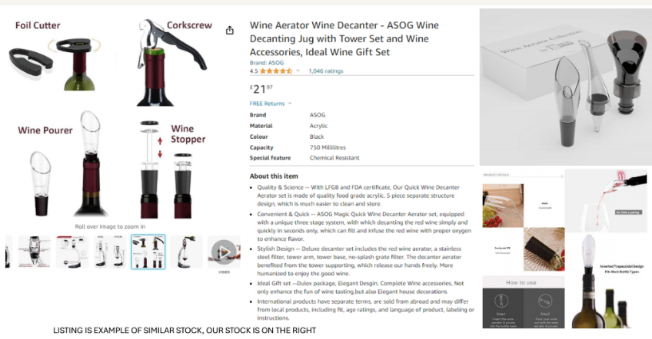 Foil Cutter
Corkscrew
Wine Pourer
Wine
Stopper
Roll over image to zoom in
VIDEO
Wine Aerator Wine Decanter - ASOG Wine
Decanting Jug with Tower Set and Wine
Accessories, Ideal Wine Gift Set
Brand: ASOG
4.5 1,046 ratings
£2197
FREE Returns
Brand ASOG
Material Acrylic
Colour Black
Capacity 750 Millilitres
Special Feature Chemical Resistant
About this item
Quality & Science -- With LFGB and FDA certificate, Our Quick Wine Decanter
Aerator set is made of quality food grade acrylic. 5 piece separate structure
design, which is much easier to clean and store
Convenient & Quick -- ASOG Magic Quick Wine Decanter Aerator set, equipped
with a unique three stage system, with which decanting the red wine simply and
quickly in seconds only, which can fit and infuse the red wine with proper oxygen
to enhance flavor.
Stylish Design -- Deluxe decanter set includes the red wine aerator, a stainless
steel filter, tower arm, tower base, no-splash grate filter. The decanter aerator
benefited from the tower supporting, which release our hands freely. More
humanized to enjoy the good wine.
Ideal Gift set --Dulex package, Elegant Desgin, Complete Wine accessories. Not
only enhance the fun of wine tasting,but also Elegant house decorations
International products have separate terms, are sold from abroad and may differ
from local products, including fit, age ratings, and language of product, labeling or
instructions.
How to use
LISTING IS EXAMPLE OF SIMILAR STOCK, OUR STOCK IS ON THE RIGHT